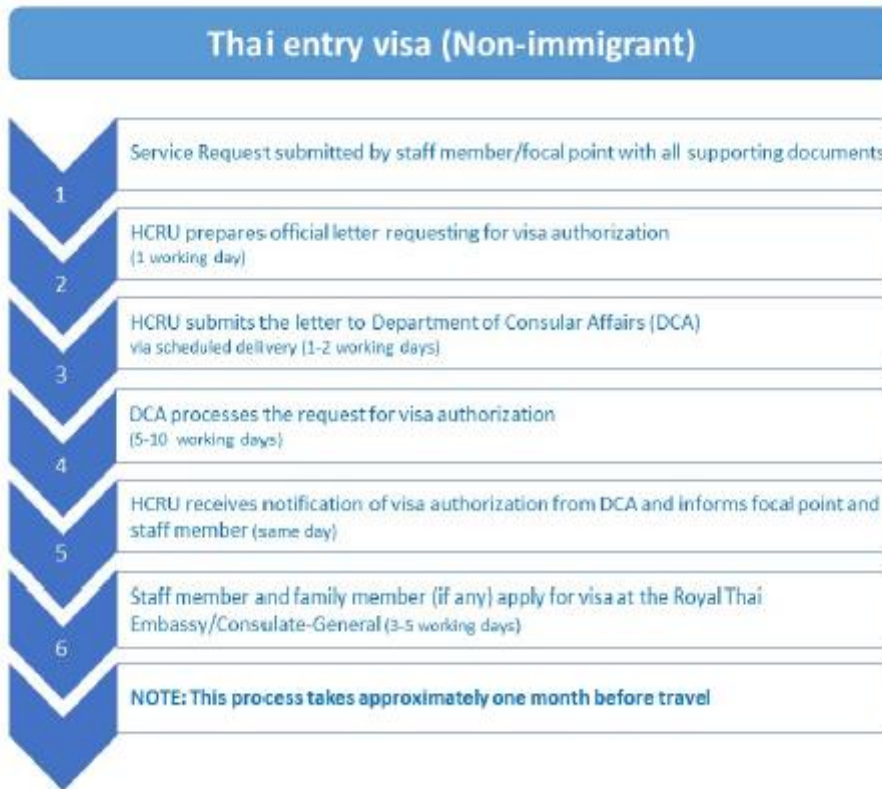 Thai entry visa (Non-immigrant)
Service Request submitted by staff member/focal point with all supporting documents
1
HCRU prepares official letter requesting for visa authorization
(1 working day)
2
HCRU submits the letter to Department of Consular Affairs (DCA)
via scheduled delivery (1-2 working days)
3
DCA processes the request for visa authorization
(5-10 working days)
4
HCRU receives notification of visa authorization from DCA and informs focal point and
staff member (same day)
5
Staff member and family member (if any) apply for visa at the Royal Thai
Embassy/Consulate-General (3-5 working days)
6
NOTE: This process takes approximately one month before travel